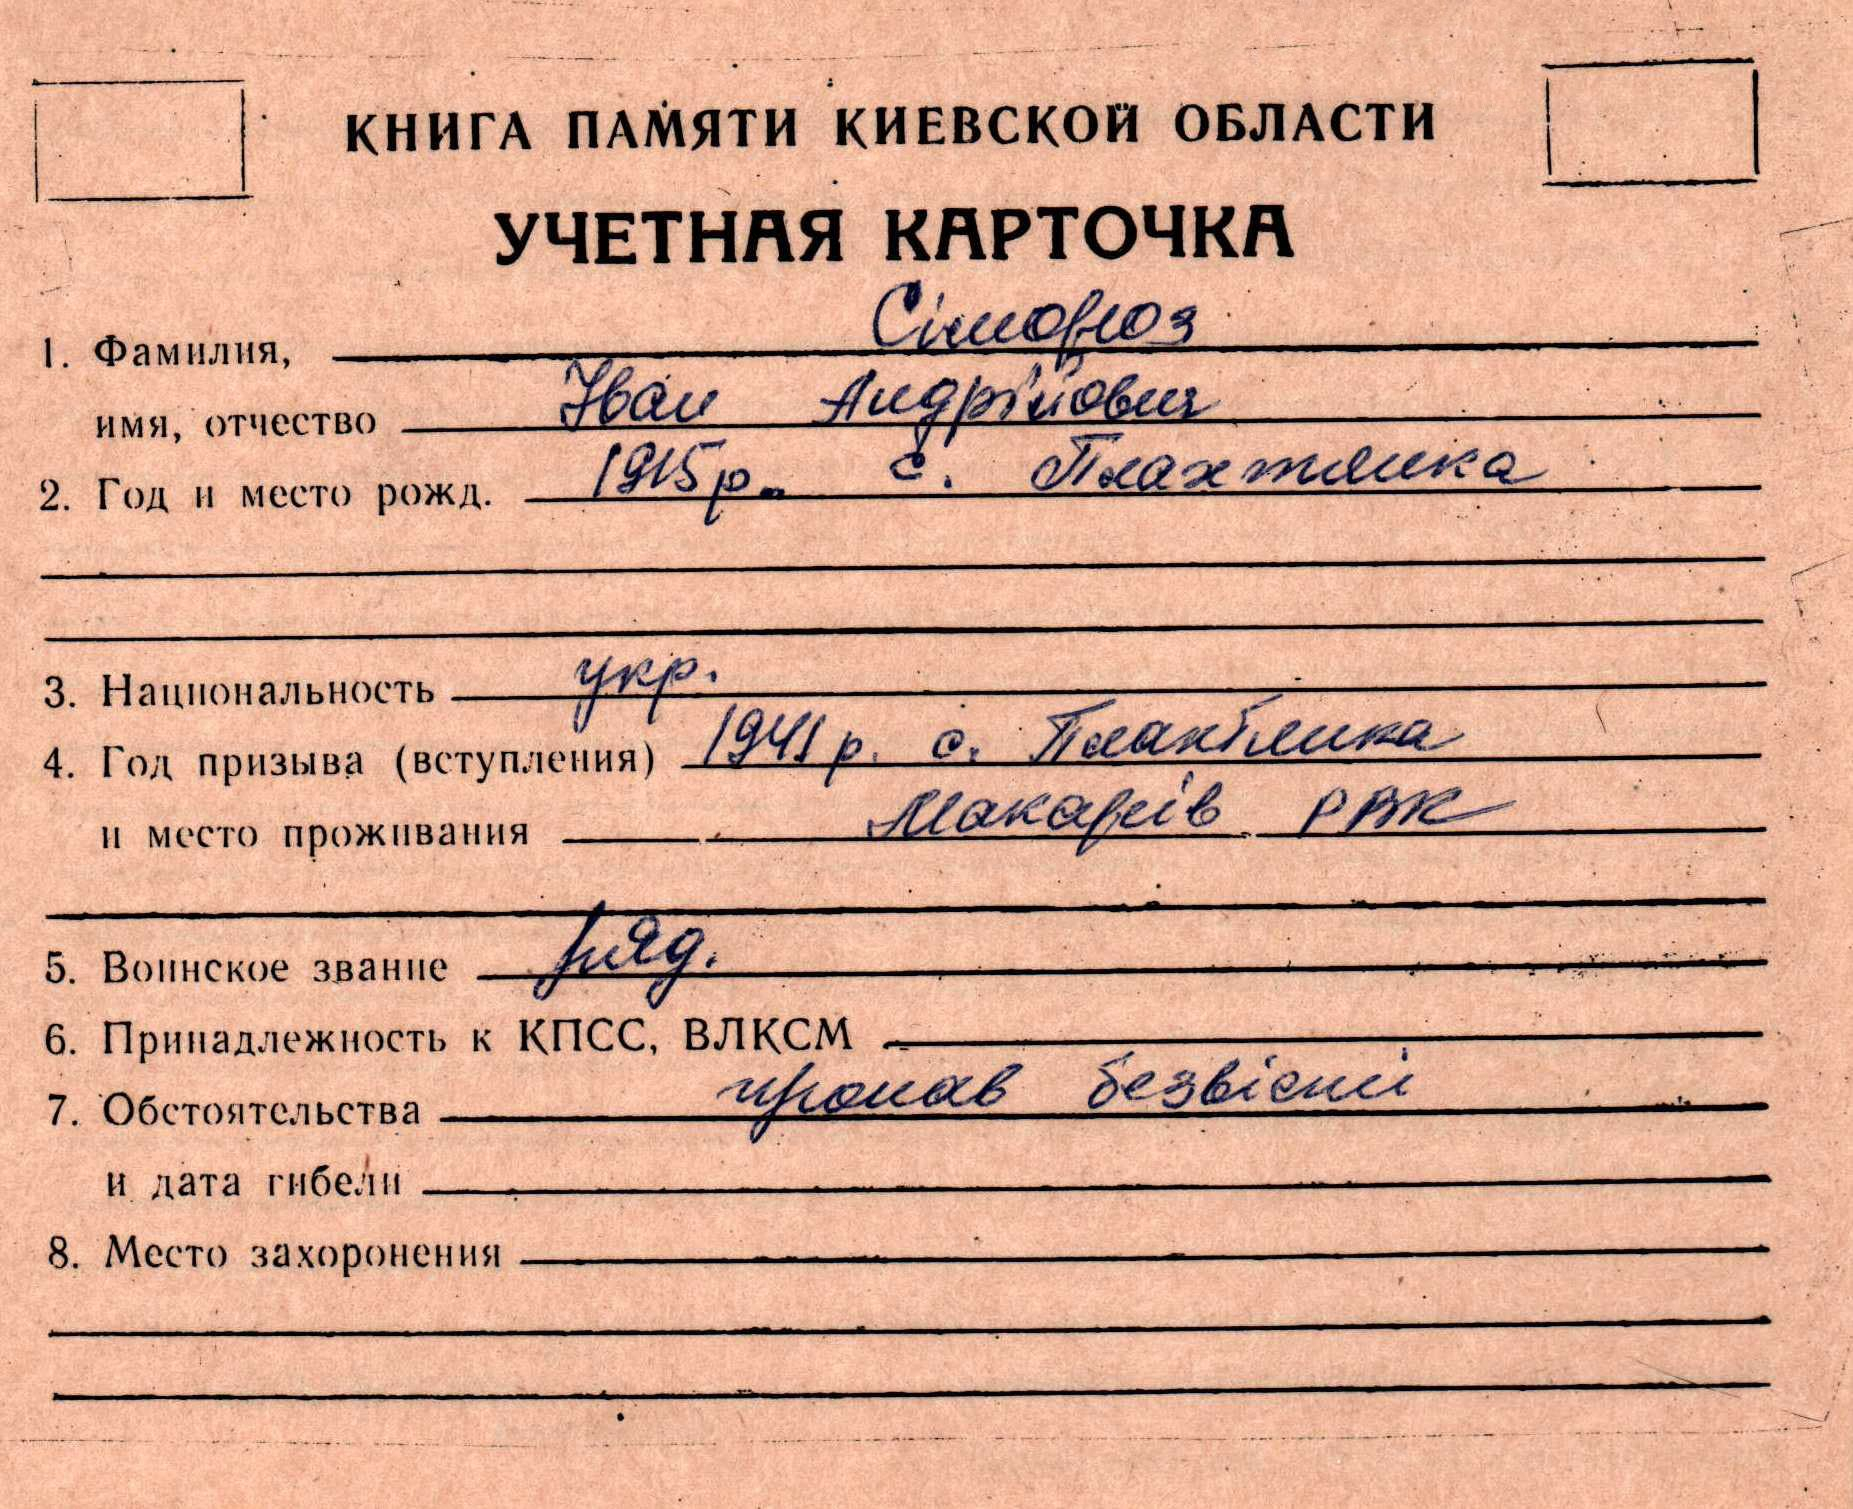 КНИГА ПАМЯТИ КИЕВСКОЙ ОБЛАСТИ
УЧЕТНАЯ КАРТОЧКА
1. Фамилия, Сімороз
имя, отчество Іван Андрійович
2. Год и место рожд. 1915 р. с. Плахтянка
3. Национальность укр.
4. Год призыва (вступления) 1941 р. с. Плахтянка
и место проживания Макарів РВК
5. Воинское звание ряд.
6. Принадлежность к КПСС, ВЛКСМ
7. Обстоятельства пропав безвісти
и дата гибели
8. Место захоронения